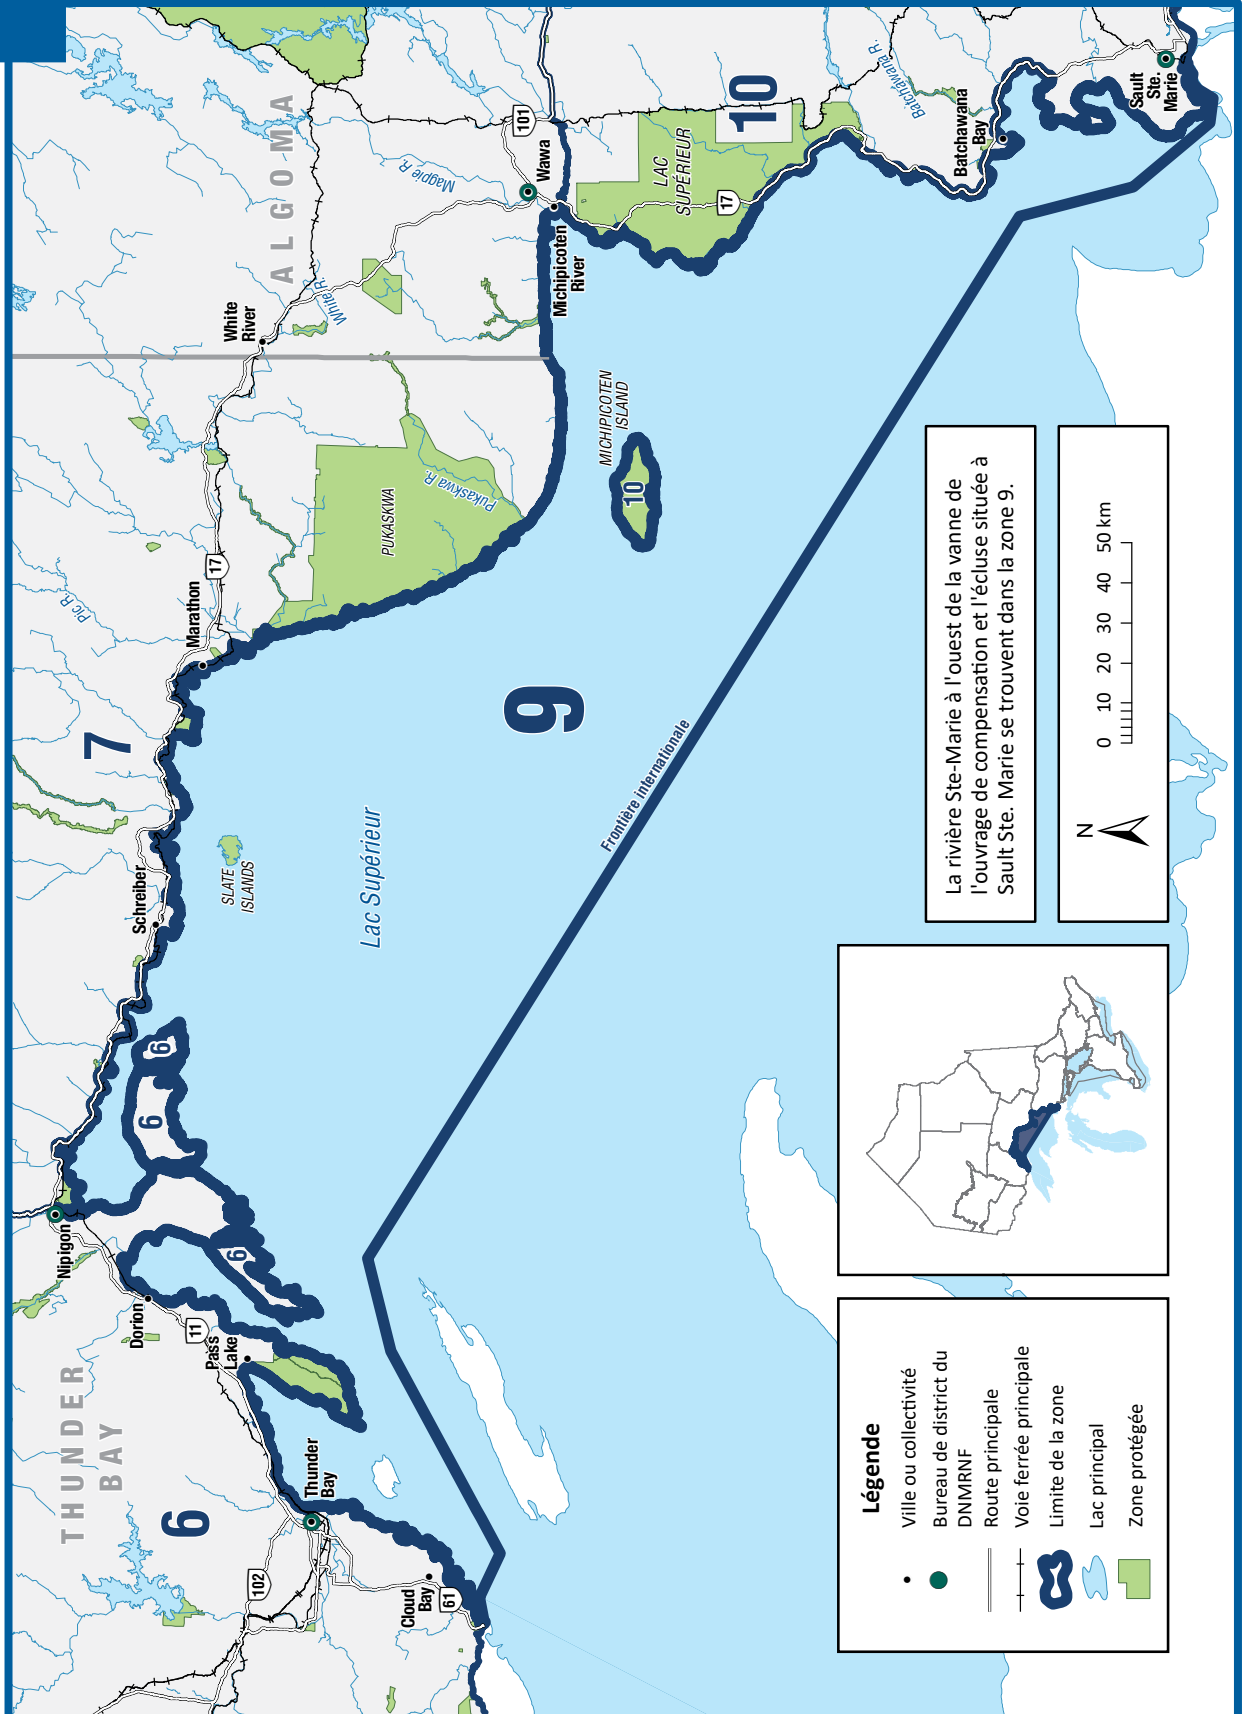 THUNDER
BAY
6
102
61
Cloud
Bay
Thunder
Bay
Pass
Lake
11
Dorion
Nipigon
6
6
6
Schreiber
SLATE
ISLANDS
Lac Supérieur
7
Marathon
17
Pic R.
PUKASKWA
Pukaskwa R.
9
Frontière internationale
White
River
White R.
ALGOMA
MICHIPICOTEN
ISLAND
10
Michipicoten
River
Wawa
101
Magpie R.
LAC
SUPÉRIEUR
17
10
Batchawana R.
Batchawana
Bay
Sault
Ste.
Marie
Légende
Ville ou collectivité
Bureau de district du
DNMRNF
Route principale
Voie ferrée principale
Limite de la zone
Lac principal
Zone protégée
La rivière Ste-Marie à l'ouest de la vanne de
l'ouvrage de compensation et l'écluse située à
Sault Ste. Marie se trouvent dans la zone 9.
N
0 10 20 30 40 50 km